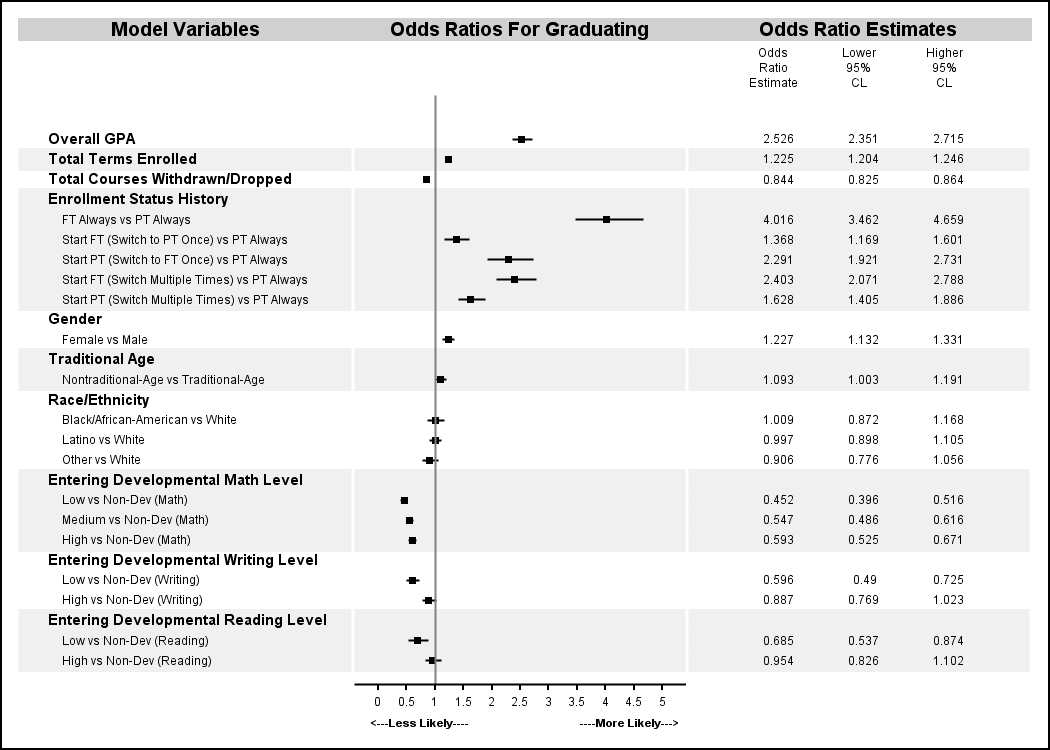 Model Variables Odds Ratios For Graduating Odds Ratio Estimates
Odds Lower Higher
Ratio 95% 95%
Estimate CL CL
Overall GPA 2.526 2.351 2.715
Total Terms Enrolled 1.225 1.204 1.246
Total Courses Withdrawn/Dropped 0.844 0.825 0.864
Enrollment Status History
FT Always vs PT Always 4.016 3.462 4.659
Start FT (Switch to PT Once) vs PT Always 1.368 1.169 1.601
Start PT (Switch to FT Once) vs PT Always 2.291 1.921 2.731
Start FT (Switch Multiple Times) vs PT Always 2.403 2.071 2.788
Start PT (Switch Multiple Times) vs PT Always 1.628 1.405 1.886
Gender
Female vs Male 1.227 1.132 1.331
Traditional Age
Nontraditional-Age vs Traditional-Age 1.093 1.003 1.191
Race/Ethnicity
Black/African-American vs White 1.009 0.872 1.168
Latino vs White 0.997 0.898 1.105
Other vs White 0.906 0.776 1.056
Entering Developmental Math Level
Low vs Non-Dev (Math) 0.452 0.396 0.516
Medium vs Non-Dev (Math) 0.547 0.486 0.616
High vs Non-Dev (Math) 0.593 0.525 0.671
Entering Developmental Writing Level
Low vs Non-Dev (Writing) 0.596 0.49 0.725
High vs Non-Dev (Writing) 0.887 0.769 1.023
Entering Developmental Reading Level
Low vs Non-Dev (Reading) 0.685 0.537 0.874
High vs Non-Dev (Reading) 0.954 0.826 1.102
0 0.5 1 1.5 2 2.5 3 3.5 4 4.5 5
<---Less Likely---- ----More Likely--->